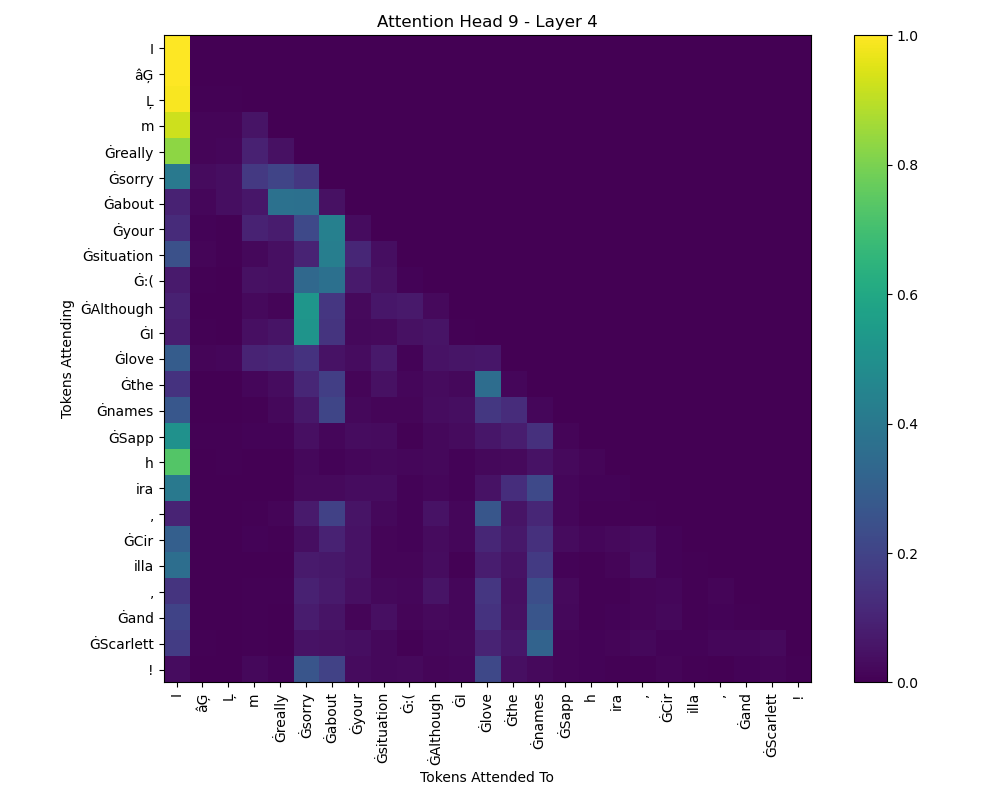 Attention Head 9 - Layer 4
I
âĢ
Ļ
m
Ġreally
Ġsorry
Ġabout
Ġyour
Ġsituation
Ġ:(
ĠAlthough
ĠI
Ġlove
Ġthe
Ġnames
ĠSapp
h
ira
,
ĠCir
illa
,
Ġand
ĠScarlett
!
Tokens Attending
I
âĢ
Ļ
m
Ġreally
Ġsorry
Ġabout
Ġyour
Ġsituation
Ġ:(
ĠAlthough
ĠI
Ġlove
Ġthe
Ġnames
ĠSapp
h
ira
,
ĠCir
illa
,
Ġand
ĠScarlett
!
Tokens Attended To
1.0
0.8
0.6
0.4
0.2
0.0